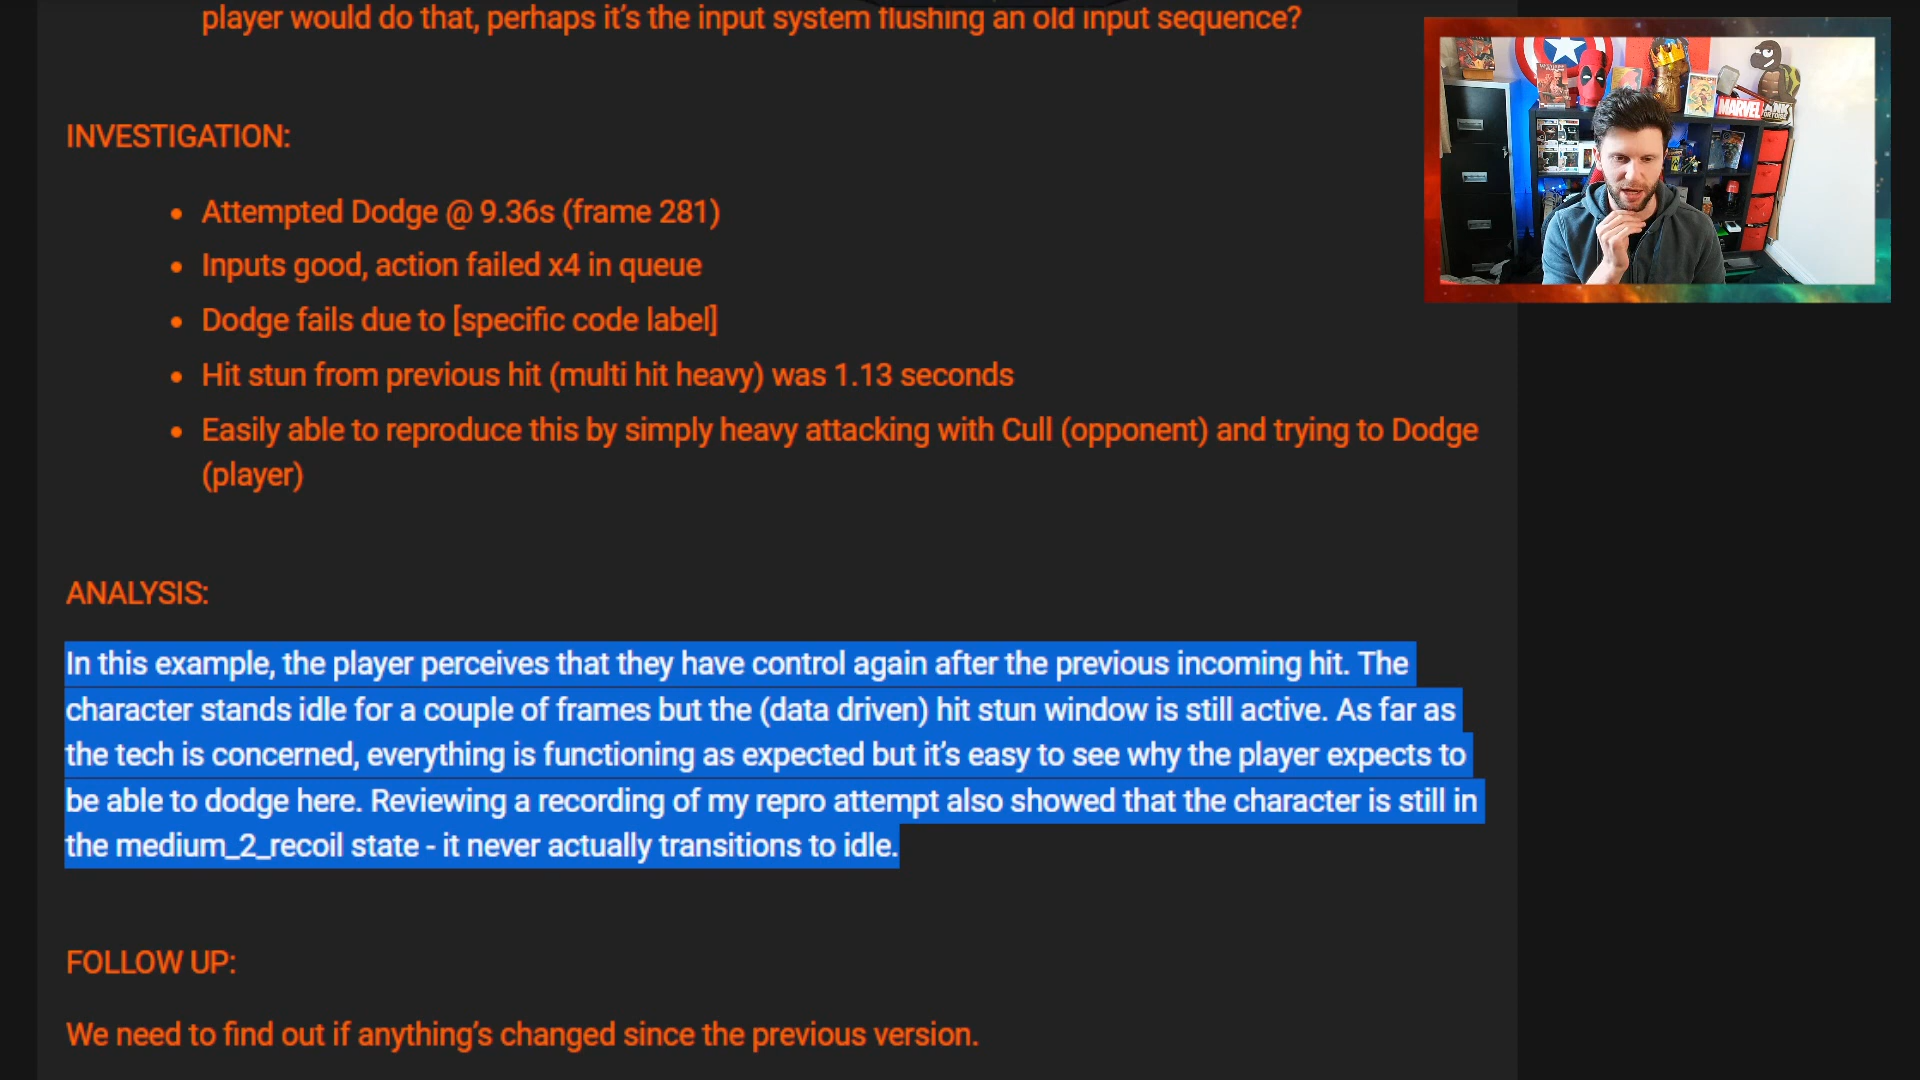 player would do that, perhaps it’s the input system flushing an old input sequence?
INVESTIGATION:
• Attempted Dodge @ 9.36s (frame 281)
• Inputs good, action failed x4 in queue
• Dodge fails due to [specific code label]
• Hit stun from previous hit (multi hit heavy) was 1.13 seconds
• Easily able to reproduce this by simply heavy attacking with Cull (opponent) and trying to Dodge
(player)
ANALYSIS:
In this example, the player perceives that they have control again after the previous incoming hit. The
character stands idle for a couple of frames but the (data driven) hit stun window is still active. As far as
the tech is concerned, everything is functioning as expected but it’s easy to see why the player expects to
be able to dodge here. Reviewing a recording of my repro attempt also showed that the character is still in
the medium_2_recoil state - it never actually transitions to idle.
FOLLOW UP:
We need to find out if anything’s changed since the previous version.
MARVEL